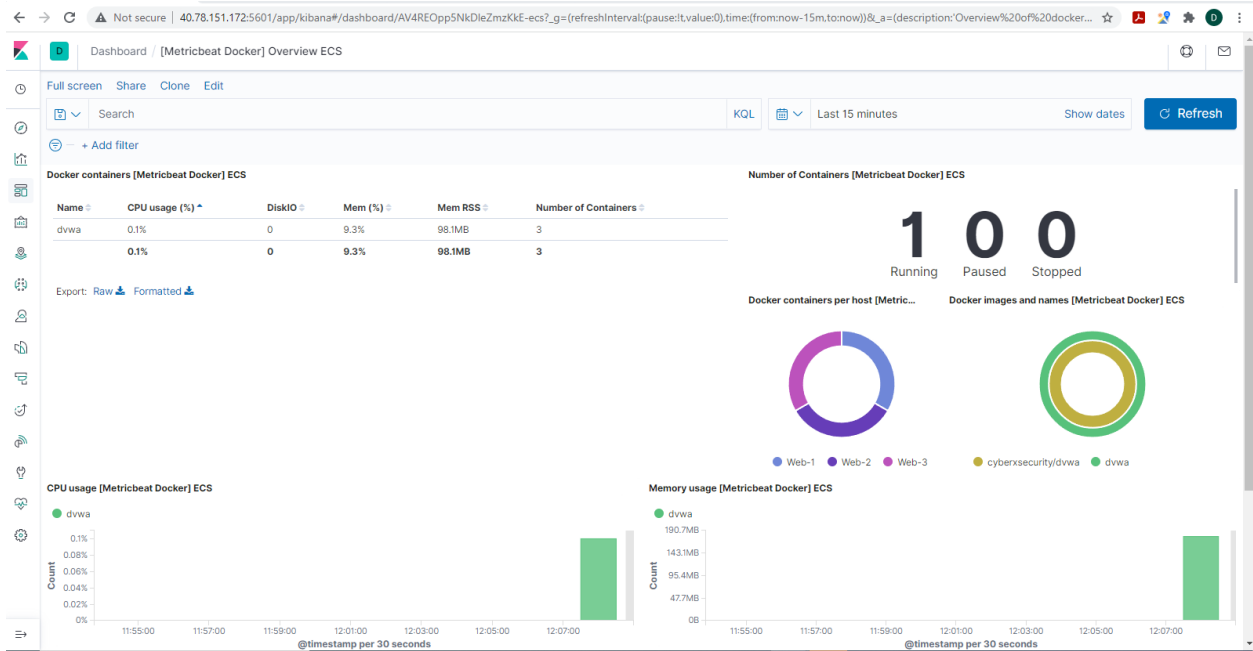 Not secure | 40.78.151.172:5601/app/kibana#/dashboard/AV4REOpp5NkDleZmzKkE-ecs?_g=(refreshInterval:(pause:!t,value:0),time:(from:now-15m,to:now))&_a=(description:'Overview%20of%20docker...
D
D Dashboard / [Metricbeat Docker] Overview ECS
Full screen Share Clone Edit
Search KQL Last 15 minutes Show dates Refresh
+ Add filter
Docker containers [Metricbeat Docker] ECS
Name CPU usage (%) DiskIO Mem (%) Mem RSS Number of Containers
dvwa 0.1% 0 9.3% 98.1MB 3
0.1% 0 9.3% 98.1MB 3
Export: Raw Formatted
Number of Containers [Metricbeat Docker] ECS
1 0 0
Running Paused Stopped
Docker containers per host [Metric...
Web-1 Web-2 Web-3
Docker images and names [Metricbeat Docker] ECS
cyberxsecurity/dvwa dvwa
CPU usage [Metricbeat Docker] ECS
dvwa
Count
0.1%
0.08%
0.06%
0.04%
0.02%
0%
11:55:00 11:57:00 11:59:00 12:01:00 12:03:00 12:05:00 12:07:00
@timestamp per 30 seconds
Memory usage [Metricbeat Docker] ECS
dvwa
Count
190.7MB
143.1MB
95.4MB
47.7MB
0B
11:55:00 11:57:00 11:59:00 12:01:00 12:03:00 12:05:00 12:07:00
@timestamp per 30 seconds